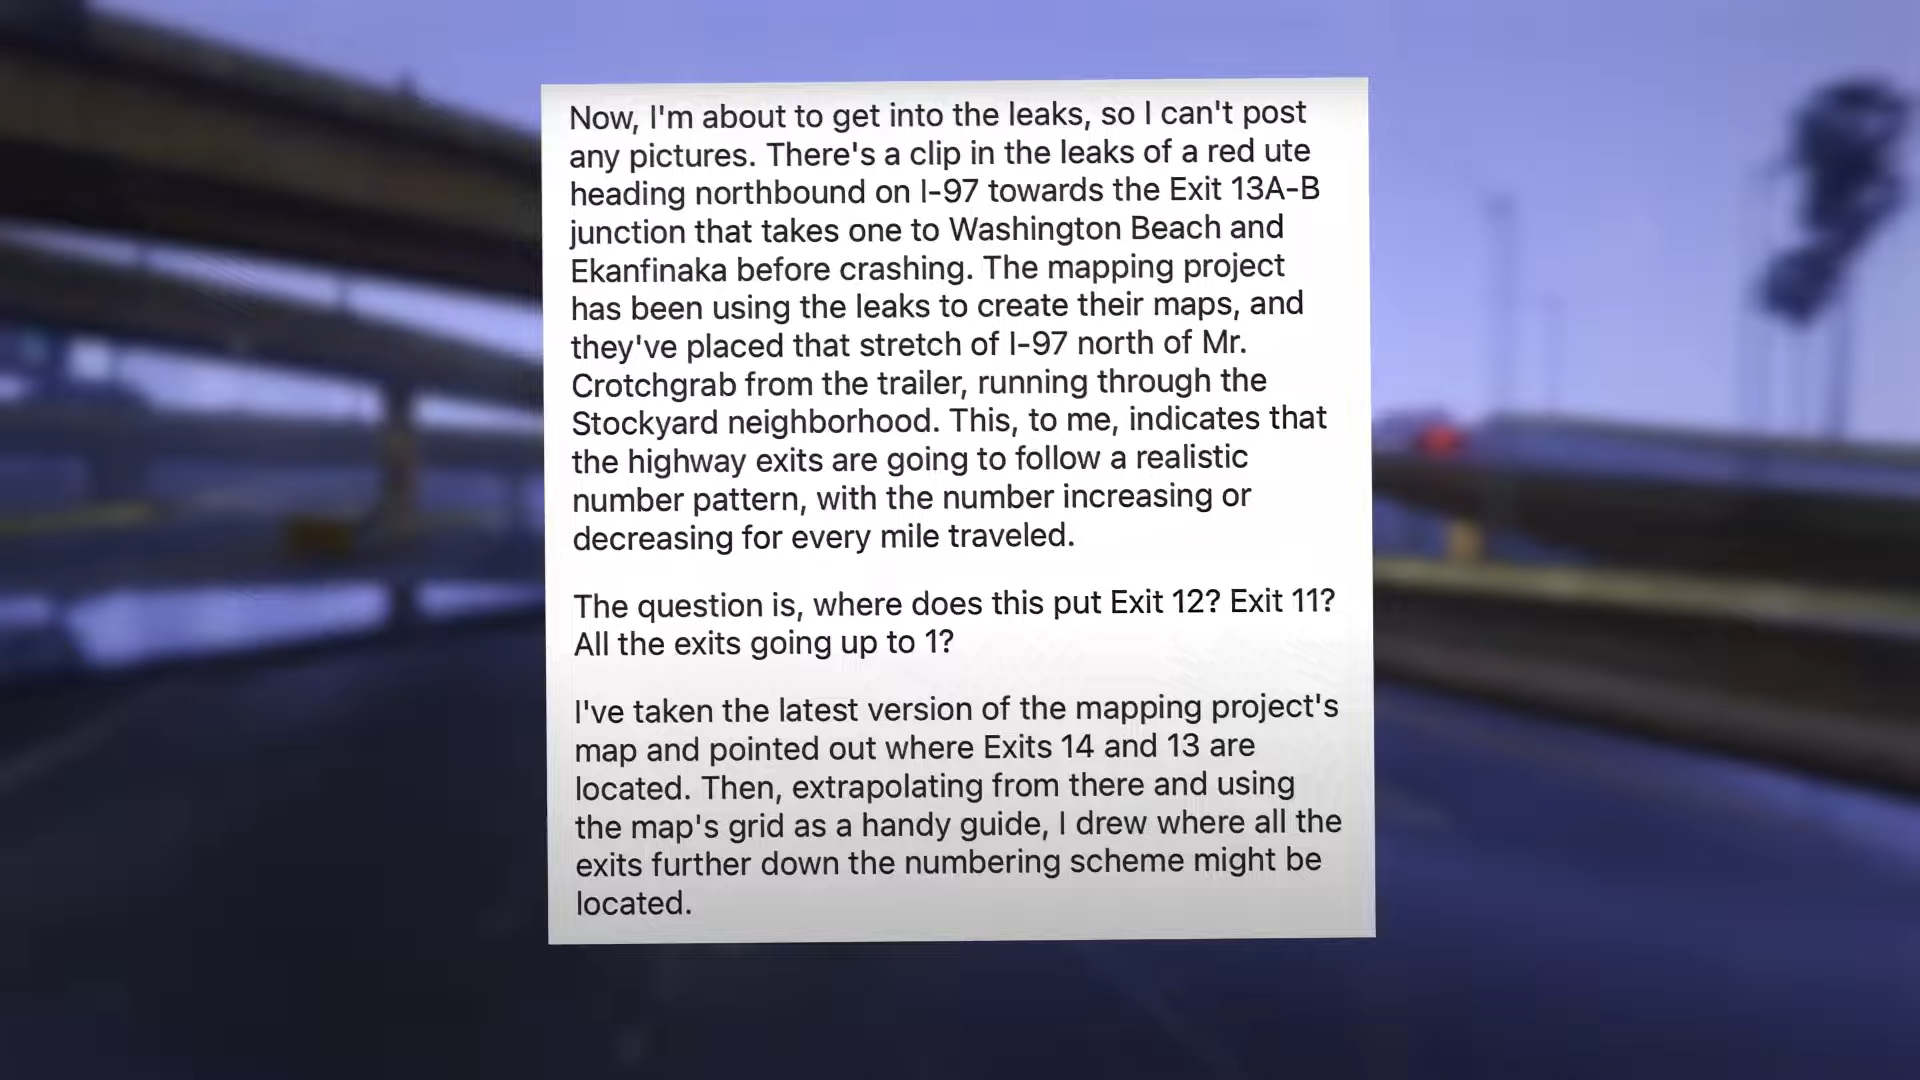 Now, I'm about to get into the leaks, so I can't post
any pictures. There's a clip in the leaks of a red ute
heading northbound on I-97 towards the Exit 13A-B
junction that takes one to Washington Beach and
Ekanfinaka before crashing. The mapping project
has been using the leaks to create their maps, and
they've placed that stretch of I-97 north of Mr.
Crotchgrab from the trailer, running through the
Stockyard neighborhood. This, to me, indicates that
the highway exits are going to follow a realistic
number pattern, with the number increasing or
decreasing for every mile traveled.
The question is, where does this put Exit 12? Exit 11?
All the exits going up to 1?
I've taken the latest version of the mapping project's
map and pointed out where Exits 14 and 13 are
located. Then, extrapolating from there and using
the map's grid as a handy guide, I drew where all the
exits further down the numbering scheme might be
located.